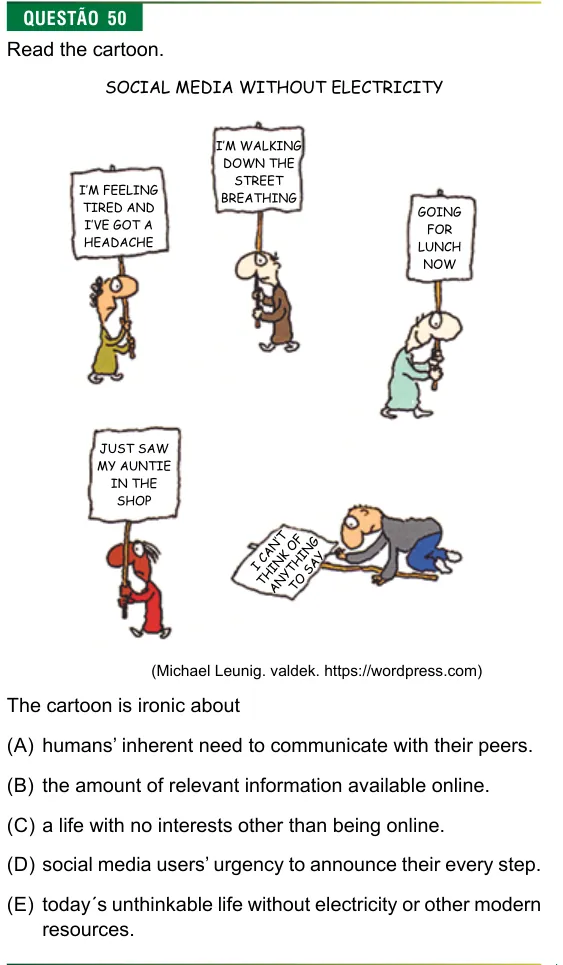 QUESTÃO 50
Read the cartoon.
SOCIAL MEDIA WITHOUT ELECTRICITY
I'M FEELING
TIRED AND
I'VE GOT A
HEADACHE
I'M WALKING
DOWN THE
STREET
BREATHING
GOING
FOR
LUNCH
NOW
JUST SAW
MY AUNTIE
IN THE
SHOP
I CAN'T
THINK OF
ANYTHING
TO SAY
(Michael Leunig. valdek. https://wordpress.com)
The cartoon is ironic about
(A) humans’ inherent need to communicate with their peers.
(B) the amount of relevant information available online.
(C) a life with no interests other than being online.
(D) social media users’ urgency to announce their every step.
(E) today´s unthinkable life without electricity or other modern
resources.